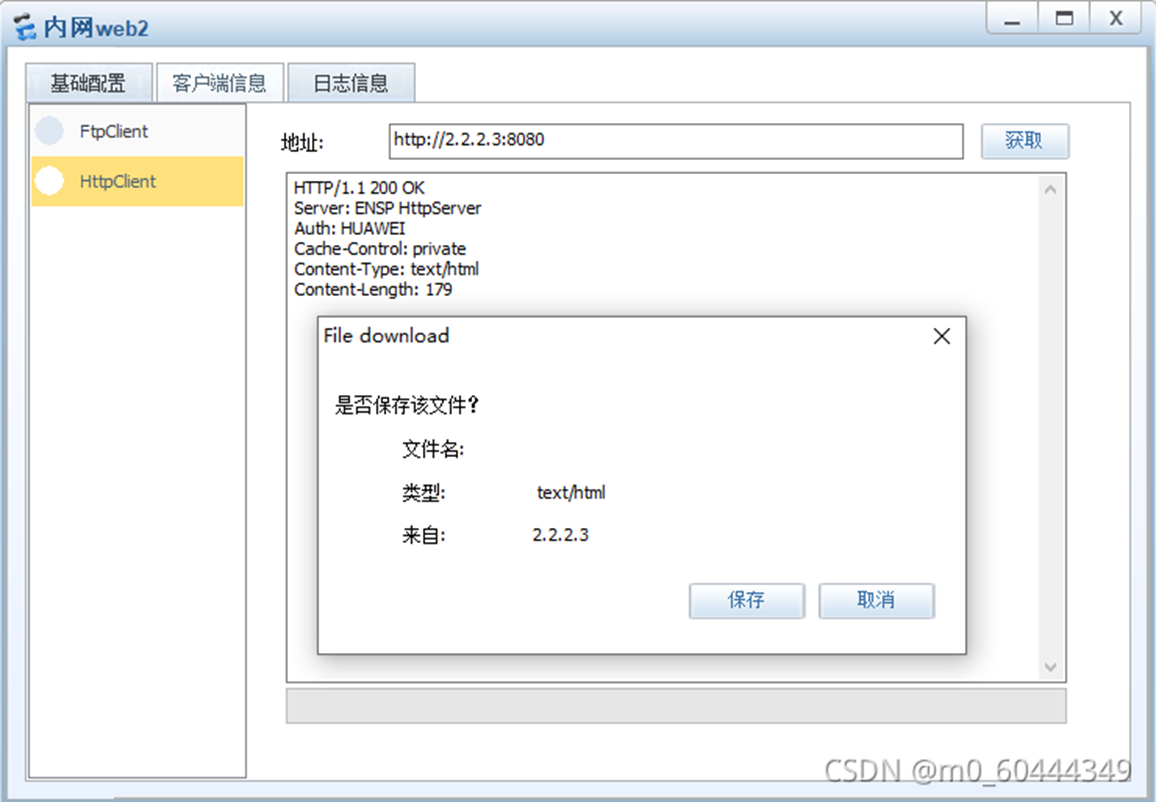 内网web2
基础配置 客户端信息 日志信息
FtpClient
HttpClient
地址: http://2.2.2.3:8080 获取
HTTP/1.1 200 OK
Server: ENSP HttpServer
Auth: HUAWEI
Cache-Control: private
Content-Type: text/html
Content-Length: 179
File download
是否保存该文件?
文件名:
类型: text/html
来自: 2.2.2.3
保存 取消
CSDN @m0_60444349